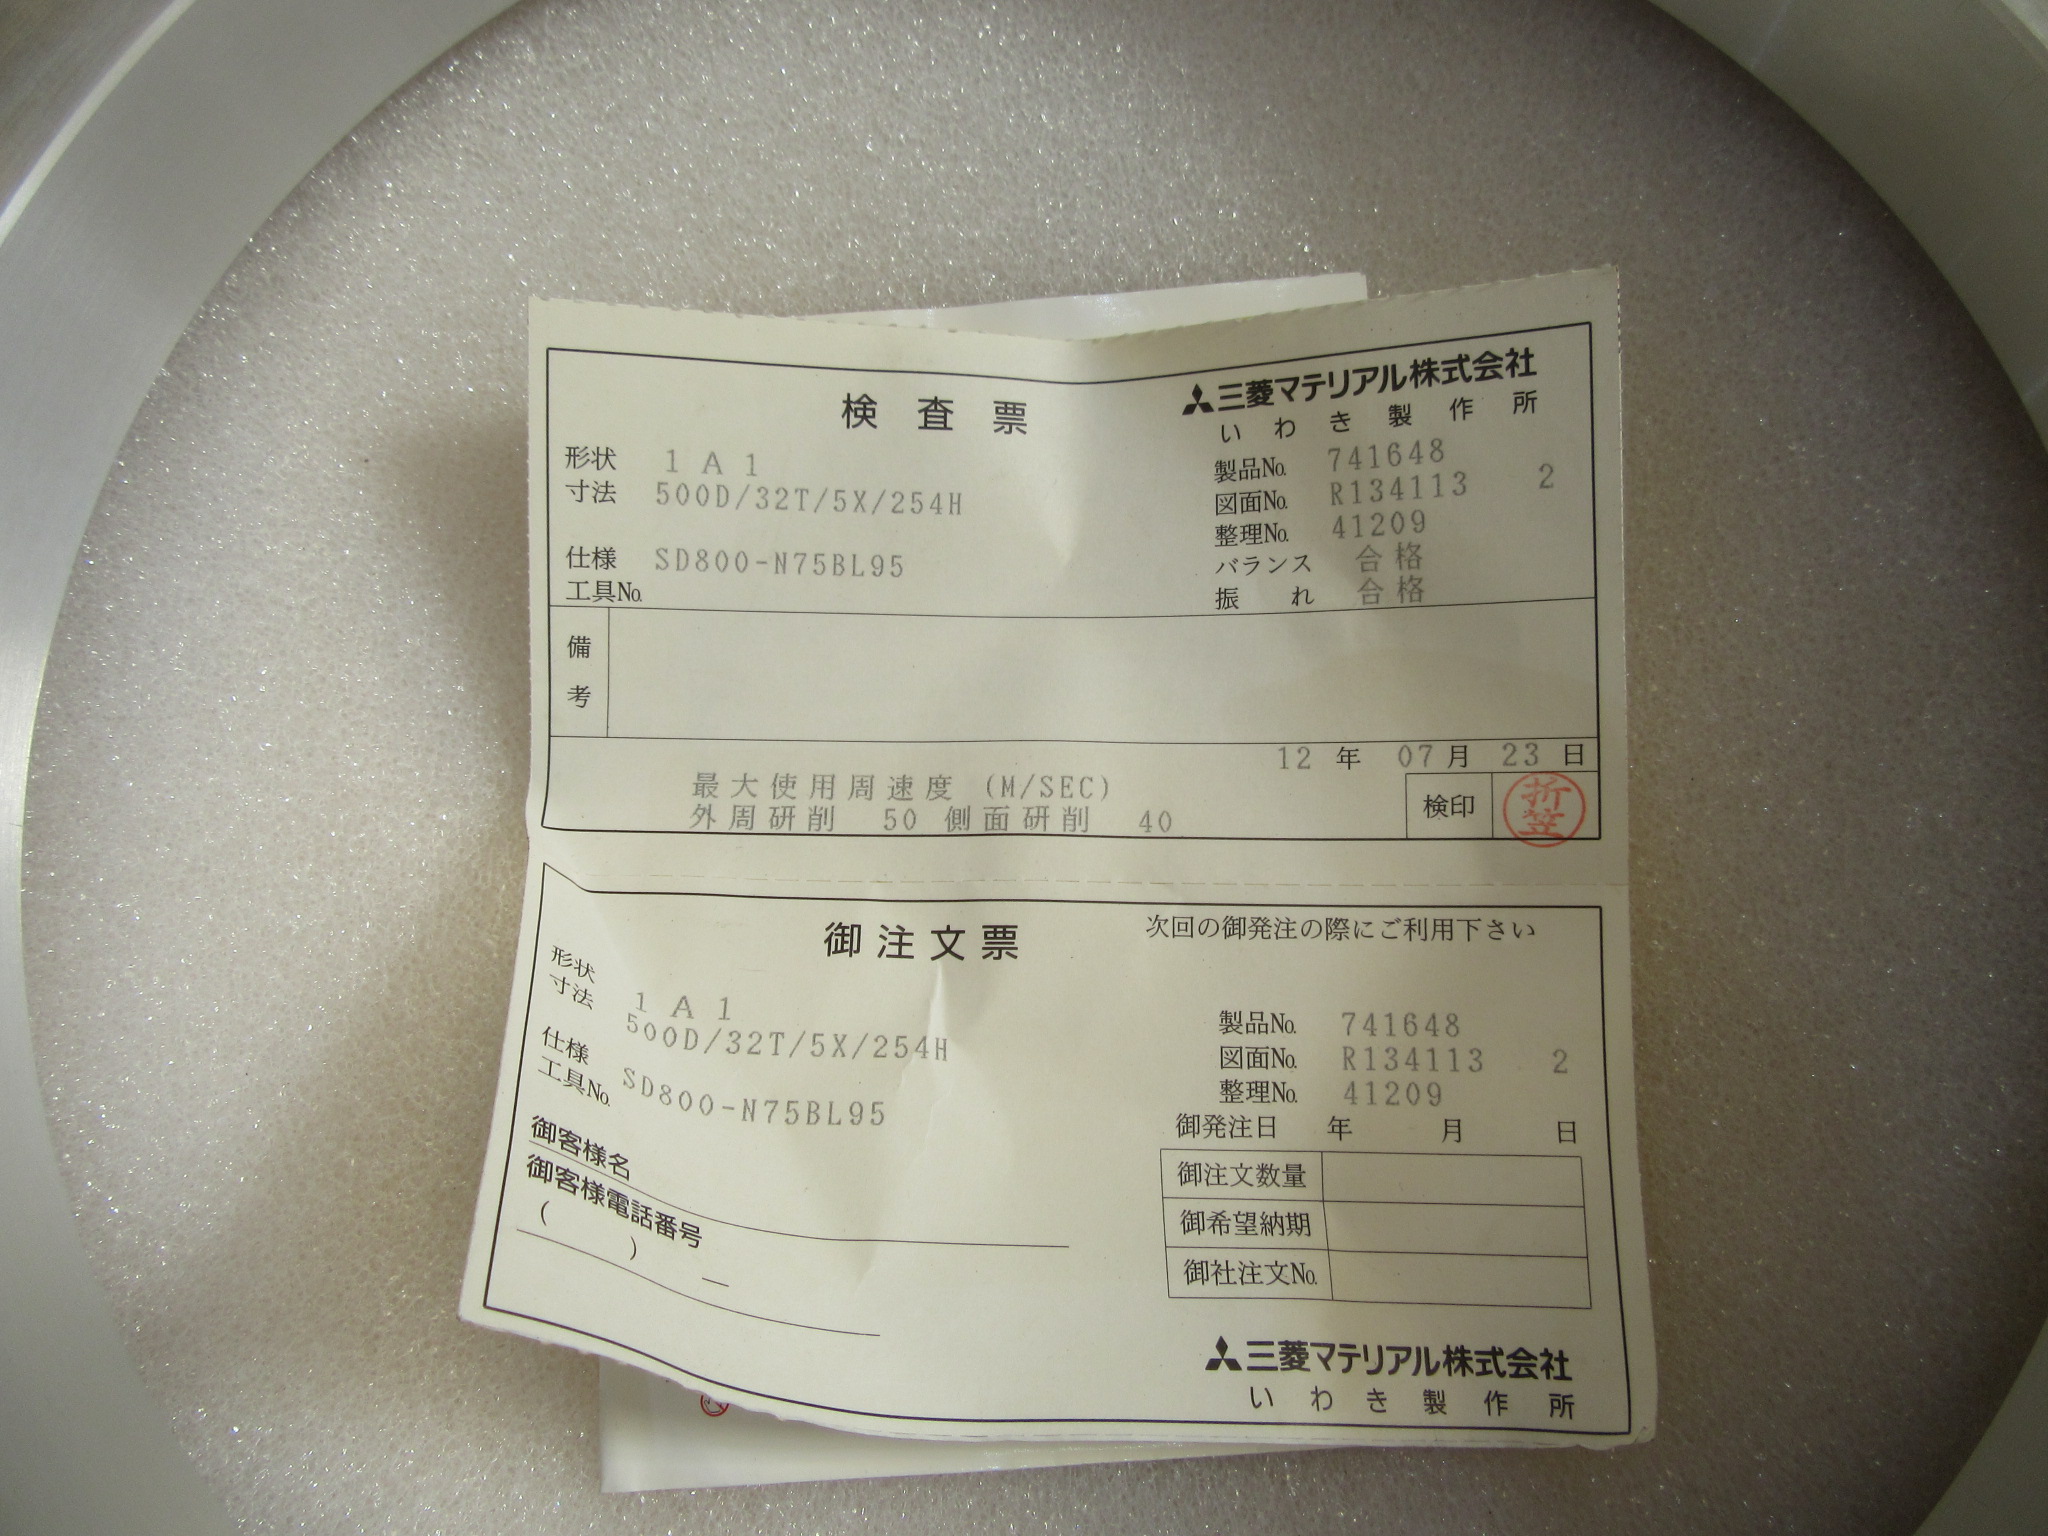 検査票
三菱マテリアル株式会社
いわき製作所
形状 1A1
寸法 500D/32T/5X/254H
仕様 SD800-N75BL95
工具No.
製品No. 741648
図面No. R134113 2
整理No. 41209
バランス 合格
振れ 合格
備考
12年 07月 23日
最大使用周速度 (M/SEC)
外周研削 50 側面研削 40
検印 折笠
御注文票
次回の御発注の際にご利用下さい
形状 1A1
寸法 500D/32T/5X/254H
仕様 SD800-N75BL95
工具No.
製品No. 741648
図面No. R134113 2
整理No. 41209
御発注日 年 月 日
御客様名
御客様電話番号
( ) —
御注文数量
御希望納期
御社注文No.
三菱マテリアル株式会社
いわき製作所